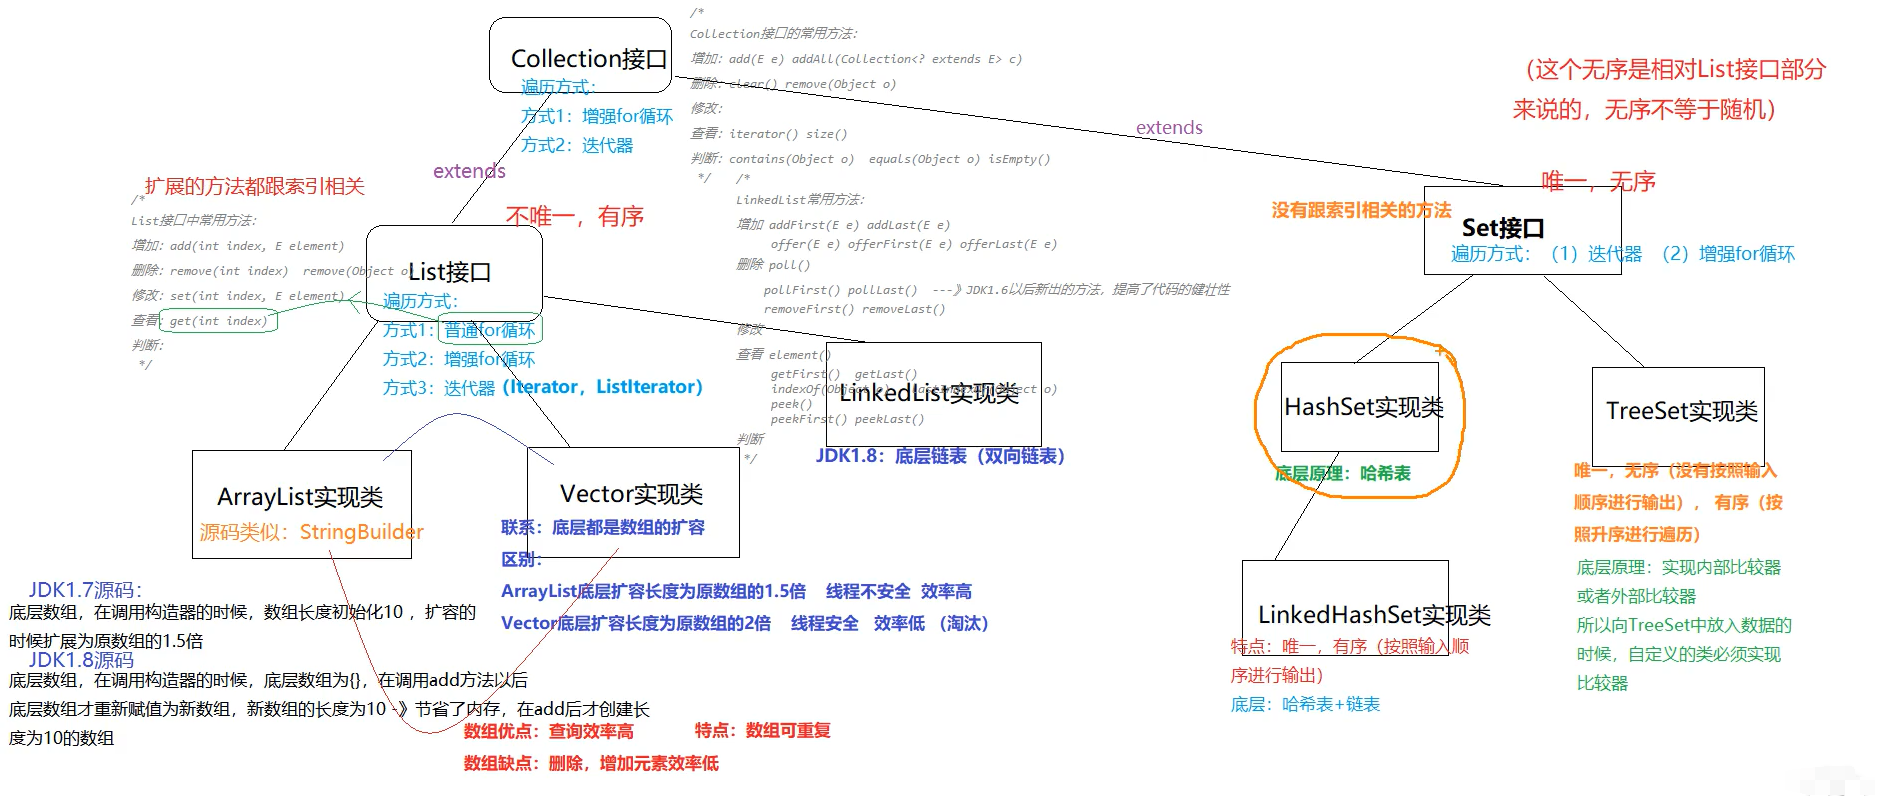 /*
Collection接口的常用方法:
增加: add(E e) addAll(Collection<? extends E> c)
删除: clear() remove(Object o)
修改:
查看: iterator() size()
判断: contains(Object o) equals(Object o) isEmpty()
*/
Collection接口
遍历方式:
方式1: 增强for循环
方式2: 迭代器
extends
extends
(这个无序是相对List接口部分
来说的, 无序不等于随机)
扩展的方法都跟索引相关
/*
List接口中常用方法:
增加: add(int index, E element)
删除: remove(int index) remove(Object o)
修改: set(int index, E element)
查看: get(int index)
判断:
*/
不唯一, 有序
List接口
遍历方式:
方式1: 普通for循环
方式2: 增强for循环
方式3: 迭代器 (Iterator, ListIterator)
/*
LinkedList常用方法:
增加 addFirst(E e) addLast(E e)
offer(E e) offerFirst(E e) offerLast(E e)
删除 poll()
pollFirst() pollLast() ---》JDK1.6以后新出的方法, 提高了代码的健壮性
removeFirst() removeLast()
修改
查看 element()
getFirst() getLast()
indexOf(Object o) lastIndexOf(Object o)
peek()
peekFirst() peekLast()
判断
*/
LinkedList实现类
JDK1.8: 底层链表 (双向链表)
唯一, 无序
没有跟索引相关的方法
Set接口
遍历方式: (1) 迭代器 (2) 增强for循环
HashSet实现类
底层原理: 哈希表
TreeSet实现类
唯一, 无序 (没有按照输入
顺序进行输出) , 有序 (按
照升序进行遍历)
底层原理: 实现内部比较器
或者外部比较器
所以向TreeSet中放入数据的
时候, 自定义的类必须实现
比较器
LinkedHashSet实现类
特点: 唯一, 有序 (按照输入顺
序进行输出)
底层: 哈希表+链表
ArrayList实现类
源码类似: StringBuilder
Vector实现类
联系: 底层都是数组的扩容
区别:
ArrayList底层扩容长度为原数组的1.5倍 线程不安全 效率高
Vector底层扩容长度为原数组的2倍 线程安全 效率低 (淘汰)
JDK1.7源码:
底层数组, 在调用构造器的时候, 数组长度初始化10 , 扩容的
时候扩展为原数组的1.5倍
JDK1.8源码
底层数组, 在调用构造器的时候, 底层数组为{}, 在调用add方法以后
底层数组才重新赋值为新数组, 新数组的长度为10 -》节省了内存, 在add后才创建长
度为10的数组
数组优点: 查询效率高 特点: 数组可重复
数组缺点: 删除, 增加元素效率低